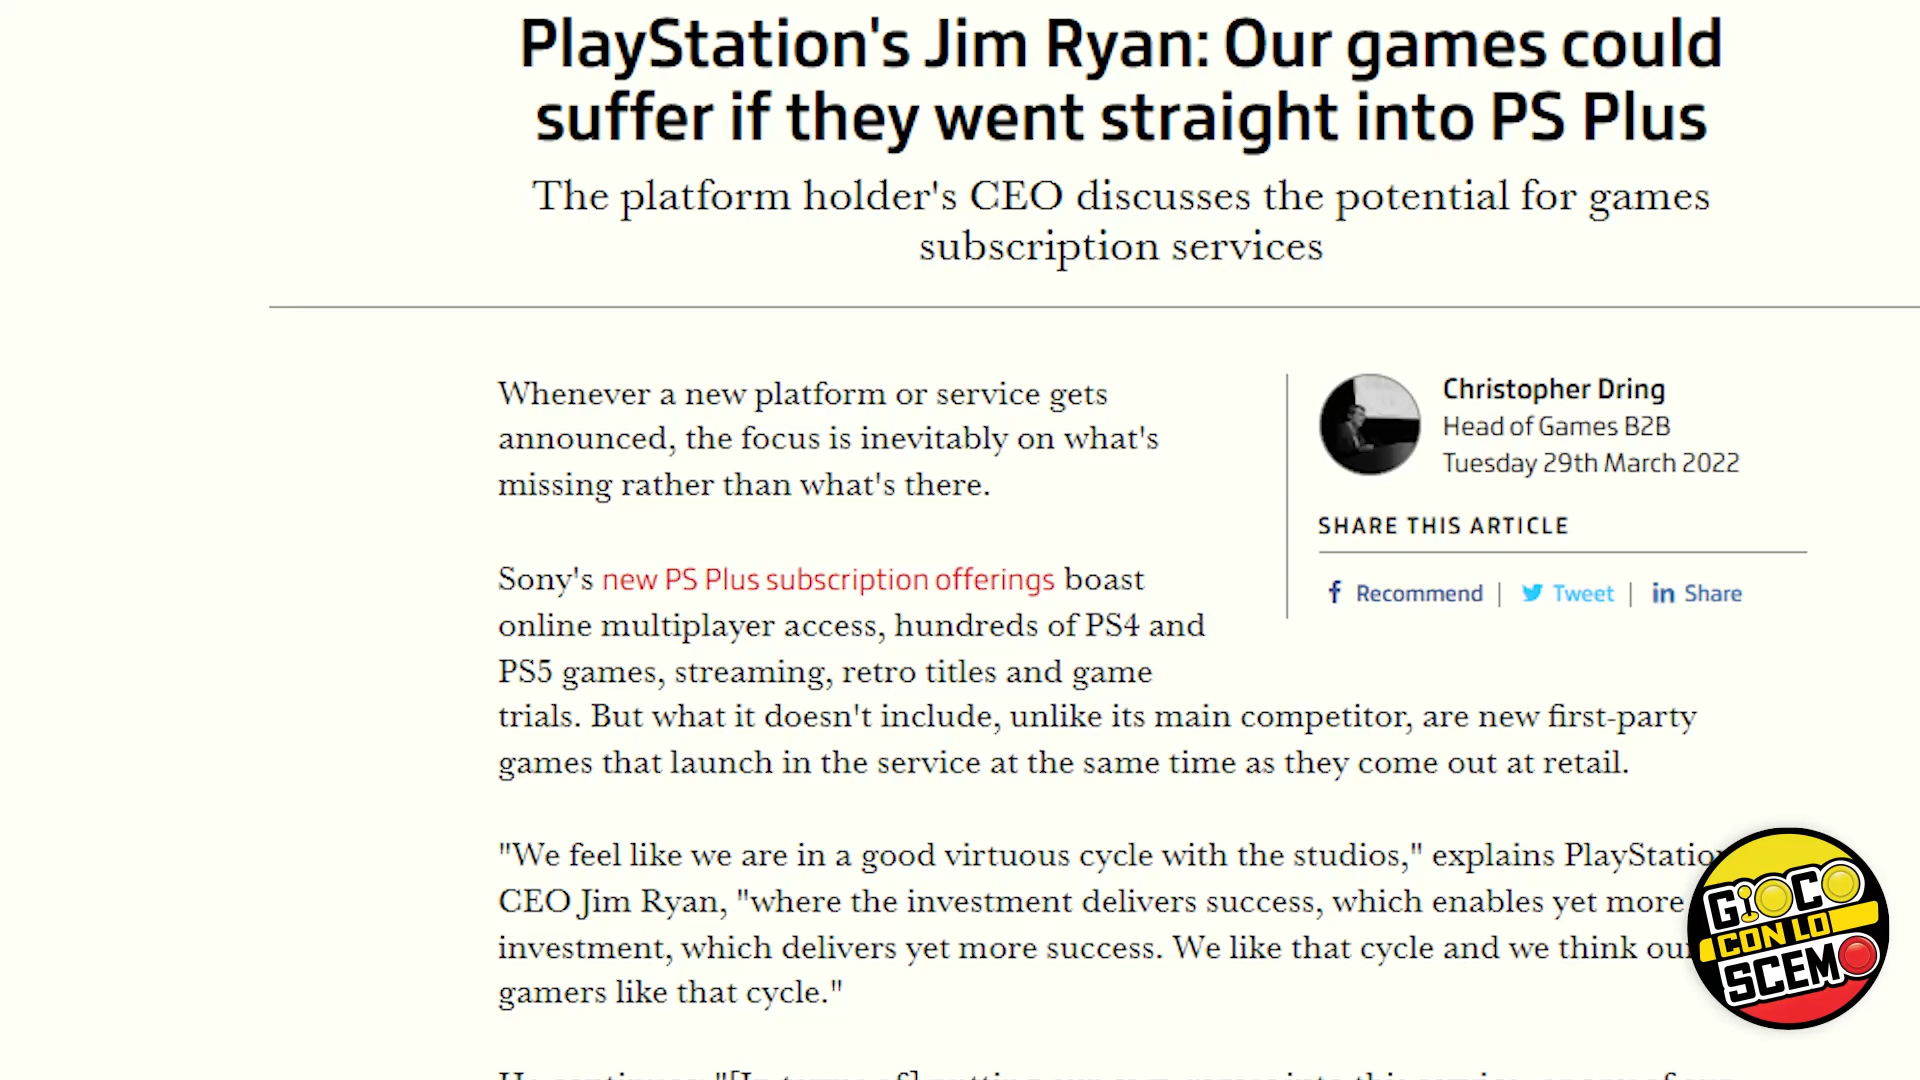 PlayStation's Jim Ryan: Our games could
suffer if they went straight into PS Plus
The platform holder's CEO discusses the potential for games
subscription services
Whenever a new platform or service gets
announced, the focus is inevitably on what's
missing rather than what's there.
Christopher Dring
Head of Games B2B
Tuesday 29th March 2022
SHARE THIS ARTICLE
Recommend | Tweet | in Share
Sony's new PS Plus subscription offerings boast
online multiplayer access, hundreds of PS4 and
PS5 games, streaming, retro titles and game
trials. But what it doesn't include, unlike its main competitor, are new first-party
games that launch in the service at the same time as they come out at retail.
"We feel like we are in a good virtuous cycle with the studios," explains PlayStatio
CEO Jim Ryan, "where the investment delivers success, which enables yet more
investment, which delivers yet more success. We like that cycle and we think our
gamers like that cycle."
GIOCO
CON LO
SCEMO